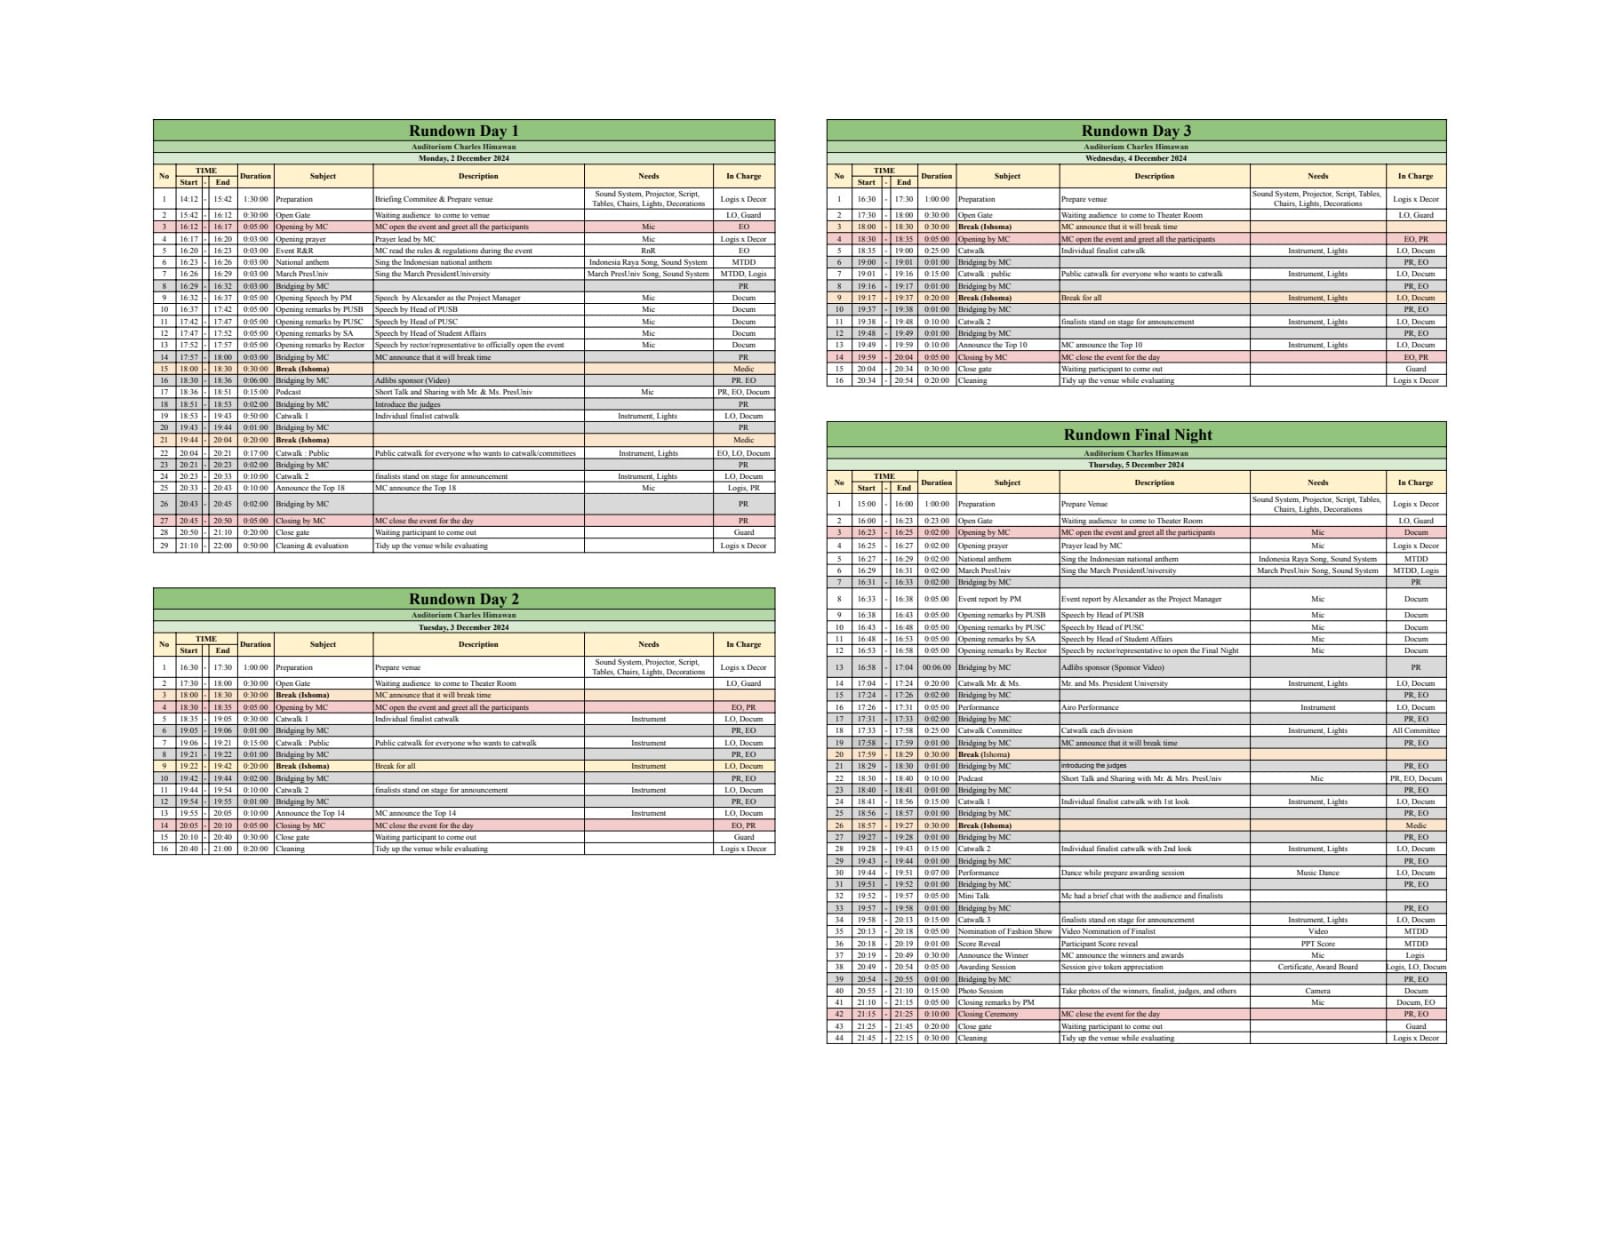 Rundown Day 1
Auditorium Charles Himawan
Monday, 2 December 2024
No TIME Duration Subject Description Needs In Charge
Start - End
1 14:12 - 15:42 1:30:00 Preparation Briefing Commitee & Prepare venue Sound System, Projector, Script, Tables, Chairs, Lights, Decorations Logis x Decor
2 15:42 - 16:12 0:30:00 Open Gate Waiting audience to come to venue LO, Guard
3 16:12 - 16:17 0:05:00 Opening by MC MC open the event and greet all the participants Mic EO
4 16:17 - 16:20 0:03:00 Opening prayer Prayer lead by MC Mic Logis x Decor
5 16:20 - 16:23 0:03:00 Event R&R MC read the rules & regulations during the event RnR EO
6 16:23 - 16:26 0:03:00 National anthem Sing the Indonesian national anthem Indonesia Raya Song, Sound System MTDD
7 16:26 - 16:29 0:03:00 March PresUniv Sing the March PresidentUniversity March PresUniv Song, Sound System MTDD, Logis
8 16:29 - 16:32 0:03:00 Bridging by MC PR
9 16:32 - 16:37 0:05:00 Opening Speech by PM Speech by Alexander as the Project Manager Mic Docum
10 16:37 - 17:42 0:05:00 Opening remarks by PUSB Speech by Head of PUSB Mic Docum
11 17:42 - 17:47 0:05:00 Opening remarks by PUSC Speech by Head of PUSC Mic Docum
12 17:47 - 17:52 0:05:00 Opening remarks by SA Speech by Head of Student Affairs Mic Docum
13 17:52 - 17:57 0:05:00 Opening remarks by Rector Speech by rector/representative to officially open the event Mic Docum
14 17:57 - 18:00 0:03:00 Bridging by MC MC announce that it will break time PR
15 18:00 - 18:30 0:30:00 Break (Ishoma) Medic
16 18:30 - 18:36 0:06:00 Bridging by MC Adlibs sponsor (Video) PR. EO
17 18:36 - 18:51 0:15:00 Podcast Short Talk and Sharing with Mr. & Ms. PresUniv Mic PR, EO, Docum
18 18:51 - 18:53 0:02:00 Bridging by MC Introduce the judges PR
19 18:53 - 19:43 0:50:00 Catwalk 1 Individual finalist catwalk Instrument, Lights LO, Docum
20 19:43 - 19:44 0:01:00 Bridging by MC PR
21 19:44 - 20:04 0:20:00 Break (Ishoma) Medic
22 20:04 - 20:21 0:17:00 Catwalk : Public Public catwalk for everyone who wants to catwalk/committees Instrument, Lights EO, LO, Docum
23 20:21 - 20:23 0:02:00 Bridging by MC PR
24 20:23 - 20:33 0:10:00 Catwalk 2 finalists stand on stage for announcement Instrument, Lights LO, Docum
25 20:33 - 20:43 0:10:00 Announce the Top 18 MC announce the Top 18 Mic Logis, PR
26 20:43 - 20:45 0:02:00 Bridging by MC PR
27 20:45 - 20:50 0:05:00 Closing by MC MC close the event for the day PR
28 20:50 - 21:10 0:20:00 Close gate Waiting participant to come out Guard
29 21:10 - 22:00 0:50:00 Cleaning & evaluation Tidy up the venue while evaluating Logis x Decor
Rundown Day 2
Auditorium Charles Himawan
Tuesday, 3 December 2024
No TIME Duration Subject Description Needs In Charge
Start End
1 16:30 - 17:30 1:00:00 Preparation Prepare venue Sound System, Projector, Script, Tables, Chairs, Lights, Decorations Logis x Decor
2 17:30 - 18:00 0:30:00 Open Gate Waiting audience to come to Theater Room LO, Guard
3 18:00 - 18:30 0:30:00 Break (Ishoma) MC announce that it will break time
4 18:30 - 18:35 0:05:00 Opening by MC MC open the event and greet all the participants EO, PR
5 18:35 - 19:05 0:30:00 Catwalk 1 Individual finalist catwalk Instrument LO, Docum
6 19:05 - 19:06 0:01:00 Bridging by MC PR, EO
7 19:06 - 19:21 0:15:00 Catwalk : Public Public catwalk for everyone who wants to catwalk Instrument LO, Docum
8 19:21 - 19:22 0:01:00 Bridging by MC PR, EO
9 19:22 - 19:42 0:20:00 Break (Ishoma) Break for all Instrument LO, Docum
10 19:42 - 19:44 0:02:00 Bridging by MC PR, EO
11 19:44 - 19:54 0:10:00 Catwalk 2 finalists stand on stage for announcement Instrument LO, Docum
12 19:54 - 19:55 0:01:00 Bridging by MC PR, EO
13 19:55 - 20:05 0:10:00 Announce the Top 14 MC announce the Top 14 Instrument LO, Docum
14 20:05 - 20:10 0:05:00 Closing by MC MC close the event for the day EO, PR
15 20:10 - 20:40 0:30:00 Close gate Waiting participant to come out Guard
16 20:40 - 21:00 0:20:00 Cleaning Tidy up the venue while evaluating Logis x Decor
Rundown Day 3
Auditorium Charles Himawan
Wednesday, 4 December 2024
No TIME Duration Subject Description Needs In Charge
Start - End
1 16:30 - 17:30 1:00:00 Preparation Prepare venue Sound System, Projector, Script, Tables, Chairs, Lights, Decorations Logis x Decor
2 17:30 - 18:00 0:30:00 Open Gate Waiting audience to come to Theater Room LO, Guard
3 18:00 - 18:30 0:30:00 Break (Ishoma) MC announce that it will break time
4 18:30 - 18:35 0:05:00 Opening by MC MC open the event and greet all the participants EO, PR
5 18:35 - 19:00 0:25:00 Catwalk Individual finalist catwalk Instrument, Lights LO, Docum
6 19:00 - 19:01 0:01:00 Bridging by MC PR, EO
7 19:01 - 19:16 0:15:00 Catwalk : public Public catwalk for everyone who wants to catwalk Instrument, Lights LO, Docum
8 19:16 - 19:17 0:01:00 Bridging by MC PR, EO
9 19:17 - 19:37 0:20:00 Break (Ishoma) Break for all Instrument, Lights LO, Docum
10 19:37 - 19:38 0:01:00 Bridging by MC PR, EO
11 19:38 - 19:48 0:10:00 Catwalk 2 finalists stand on stage for announcement Instrument, Lights LO, Docum
12 19:48 - 19:49 0:01:00 Bridging by MC PR, EO
13 19:49 - 19:59 0:10:00 Announce the Top 10 MC announce the Top 10 Instrument, Lights LO, Docum
14 19:59 - 20:04 0:05:00 Closing by MC MC close the event for the day EO, PR
15 20:04 - 20:34 0:30:00 Close gate Waiting participant to come out Guard
16 20:34 - 20:54 0:20:00 Cleaning Tidy up the venue while evaluating Logis x Decor
Rundown Final Night
Auditorium Charles Himawan
Thursday, 5 December 2024
No TIME Duration Subject Description Needs In Charge
Start - End
1 15:00 - 16:00 1:00:00 Preparation Prepare Venue Sound System, Projector, Script, Tables, Chairs, Lights, Decorations Logis x Decor
2 16:00 - 16:23 0:23:00 Open Gate Waiting audience to come to Theater Room LO, Guard
3 16:23 - 16:25 0:02:00 Opening by MC MC open the event and greet all the participants Mic Docum
4 16:25 - 16:27 0:02:00 Opening prayer Prayer lead by MC Mic Logis x Decor
5 16:27 - 16:29 0:02:00 National anthem Sing the Indonesian national anthem Indonesia Raya Song, Sound System MTDD
6 16:29 - 16:31 0:02:00 March PresUniv Sing the March PresidentUniversity March PresUniv Song, Sound System MTDD, Logis
7 16:31 - 16:33 0:02:00 Bridging by MC PR
8 16:33 - 16:38 0:05:00 Event report by PM Event report by Alexander as the Project Manager Mic Docum
9 16:38 16:43 0:05:00 Opening remarks by PUSB Speech by Head of PUSB Mic Docum
10 16:43 - 16:48 0:05:00 Opening remarks by PUSC Speech by Head of PUSC Mic Docum
11 16:48 - 16:53 0:05:00 Opening remarks by SA Speech by Head of Student Affairs Mic Docum
12 16:53 - 16:58 0:05:00 Opening remarks by Rector Speech by rector/representative to open the Final Night Mic Docum
13 16:58 - 17:04 00:06.00 Bridging by MC Adlibs sponsor (Sponsor Video) PR
14 17:04 - 17:24 0:20:00 Catwalk Mr. & Ms. Mr. and Ms. President University Instrument, Lights LO, Docum
15 17:24 - 17:26 0:02:00 Bridging by MC PR, EO
16 17:26 - 17:31 0:05:00 Performance Airo Performance Instrument LO, Docum
17 17:31 - 17:33 0:02:00 Bridging by MC PR, EO
18 17:33 - 17:58 0:25:00 Catwalk Committee Catwalk each division Instrument, Lights All Committee
19 17:58 - 17:59 0:01:00 Bridging by MC MC announce that it will break time PR, EO
20 17:59 - 18:29 0:30:00 Break (Ishoma)
21 18:29 - 18:30 0:01:00 Bridging by MC introducing the judges PR, EO
22 18:30 - 18:40 0:10:00 Podcast Short Talk and Sharing with Mr. & Mrs. PresUniv Mic PR, EO, Docum
23 18:40 - 18:41 0:01:00 Bridging by MC PR, EO
24 18:41 - 18:56 0:15:00 Catwalk 1 Individual finalist catwalk with 1st look Instrument, Lights LO, Docum
25 18:56 - 18:57 0:01:00 Bridging by MC PR, EO
26 18:57 - 19:27 0:30:00 Break (Ishoma) Medic
27 19:27 - 19:28 0:01:00 Bridging by MC PR, EO
28 19:28 - 19:43 0:15:00 Catwalk 2 Individual finalist catwalk with 2nd look Instrument, Lights LO, Docum
29 19:43 - 19:44 0:01:00 Bridging by MC PR, EO
30 19:44 - 19:51 0:07:00 Performance Dance while prepare awarding session Music Dance LO, Docum
31 19:51 - 19:52 0:01:00 Bridging by MC PR, EO
32 19:52 - 19:57 0:05:00 Mini Talk Mc had a brief chat with the audience and finalists
33 19:57 - 19:58 0:01:00 Bridging by MC PR, EO
34 19:58 - 20:13 0:15:00 Catwalk 3 finalists stand on stage for announcement Instrument, Lights LO, Docum
35 20:13 - 20:18 0:05:00 Nomination of Fashion Show Video Nomination of Finalist Video MTDD
36 20:18 - 20:19 0:01:00 Score Reveal Participant Score reveal PPT Score MTDD
37 20:19 - 20:49 0:30:00 Announce the Winner MC announce the winners and awards Mic Logis
38 20:49 - 20:54 0:05:00 Awarding Session Session give token appreciation Certificate, Award Board Logis, LO, Docum
39 20:54 - 20:55 0:01:00 Bridging by MC PR, EO
40 20:55 - 21:10 0:15:00 Photo Session Take photos of the winners, finalist, judges, and others Camera Docum
41 21:10 - 21:15 0:05:00 Closing remarks by PM Mic Docum, EO
42 21:15 - 21:25 0:10:00 Closing Ceremony MC close the event for the day PR, EO
43 21:25 - 21:45 0:20:00 Close gate Waiting participant to come out Guard
44 21:45 - 22:15 0:30:00 Cleaning Tidy up the venue while evaluating Logis x Decor